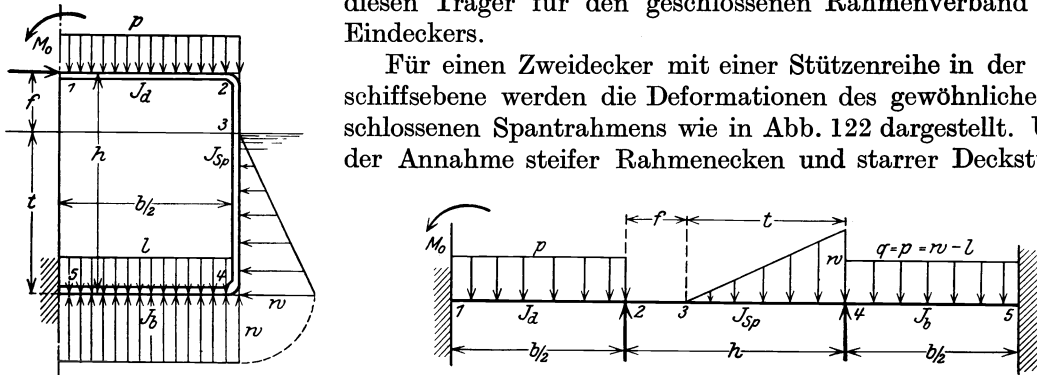 diesen Träger für den geschlossenen Rahmenverband
Eindeckers.
Für einen Zweidecker mit einer Stützenreihe in der
schiffsebene werden die Deformationen des gewöhnliche
schlossenen Spantrahmens wie in Abb. 122 dargestellt.
der Annahme steifer Rahmenecken und starrer Deckst
M₀ p
1 J_d 2
f
3
h J_Sp
t
b/2
l
5 4
J_b w
w
M₀ p f t w q=p=w-l
1 J_d 2 3 J_Sp 4 J_b 5
b/2 h b/2